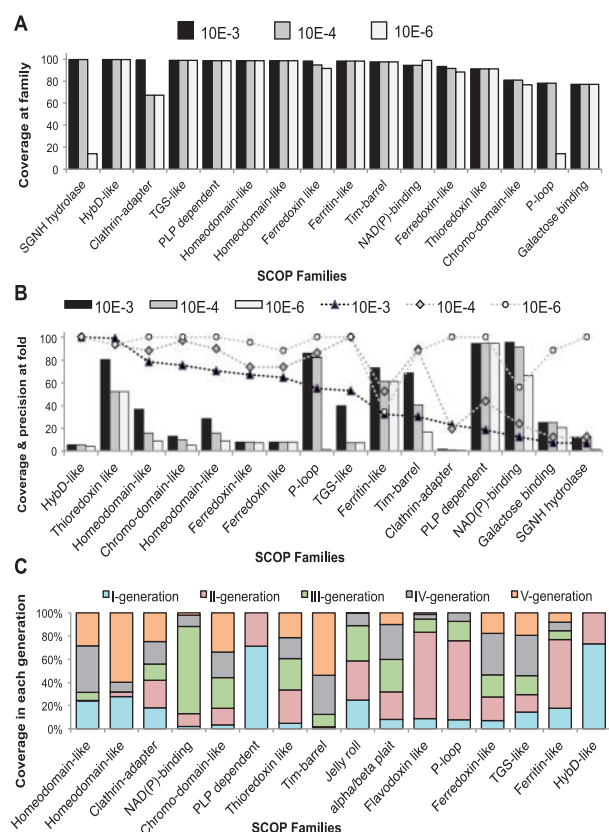 A
10E-3 10E-4 10E-6
Coverage at family
100
80
60
40
20
0
SGNH hydrolase
HybD-like
Clathrin-adapter
TGS-like
PLP dependent
Homeodomain-like
Homeodomain-like
Ferredoxin like
Ferritin-like
Tim-barrel
NAD(P)-binding
Ferredoxin-like
Thioredoxin like
Chromo-domain-like
P-loop
Galactose binding
SCOP Families
B
10E-3 10E-4 10E-6 10E-3 10E-4 10E-6
Coverage & precision at fold
100
80
60
40
20
0
HybD-like
Thioredoxin like
Homeodomain-like
Chromo-domain-like
Homeodomain-like
Ferredoxin-like
Ferredoxin like
P-loop
TGS-like
Ferritin-like
Tim-barrel
Clathrin-adapter
PLP dependent
NAD(P)-binding
Galactose binding
SGNH hydrolase
SCOP Families
C
I-generation II-generation III-generation IV-generation V-generation
Coverage in each generation
100%
80%
60%
40%
20%
0%
Homeodomain-like
Homeodomain-like
Clathrin-adapter
NAD(P)-binding
Chromo-domain-like
PLP dependent
Thioredoxin like
Tim-barrel
Jelly roll
alpha/beta plait
Flavodoxin like
P-loop
Ferredoxin-like
TGS-like
Ferritin-like
HybD-like
SCOP Families